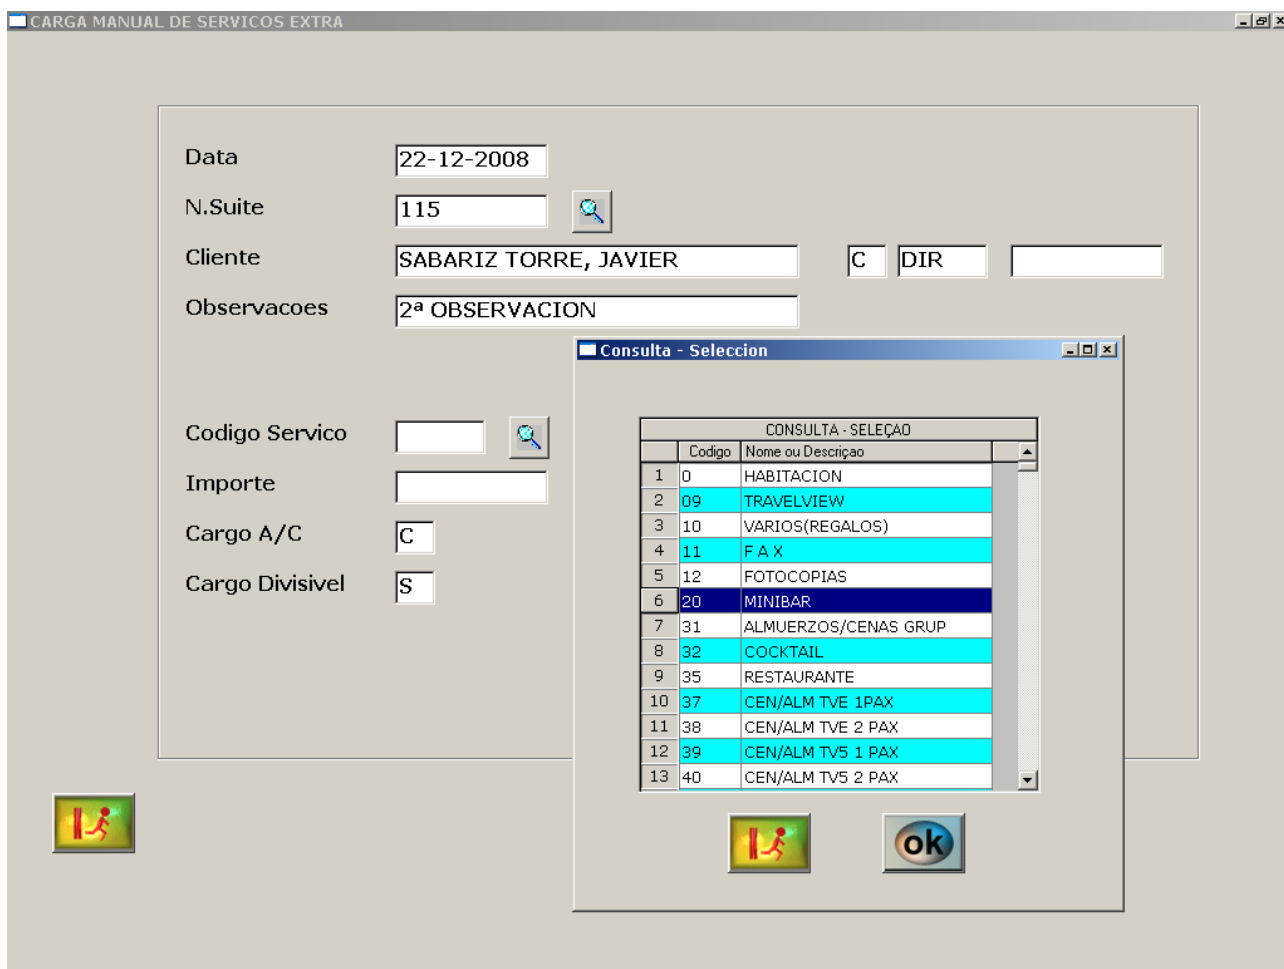 CARGA MANUAL DE SERVICOS EXTRA
Data 22-12-2008
N.Suite 115
Cliente SABARIZ TORRE, JAVIER C DIR
Observacoes 2ª OBSERVACION
Consulta - Seleccion
Codigo Servico
Importe
Cargo A/C C
Cargo Divisivel S
CONSULTA - SELEÇAO
Codigo Nome ou Descriçao
1 0 HABITACION
2 09 TRAVELVIEW
3 10 VARIOS(REGALOS)
4 11 F A X
5 12 FOTOCOPIAS
6 20 MINIBAR
7 31 ALMUERZOS/CENAS GRUP
8 32 COCKTAIL
9 35 RESTAURANTE
10 37 CEN/ALM TVE 1PAX
11 38 CEN/ALM TVE 2 PAX
12 39 CEN/ALM TV5 1 PAX
13 40 CEN/ALM TV5 2 PAX
ok